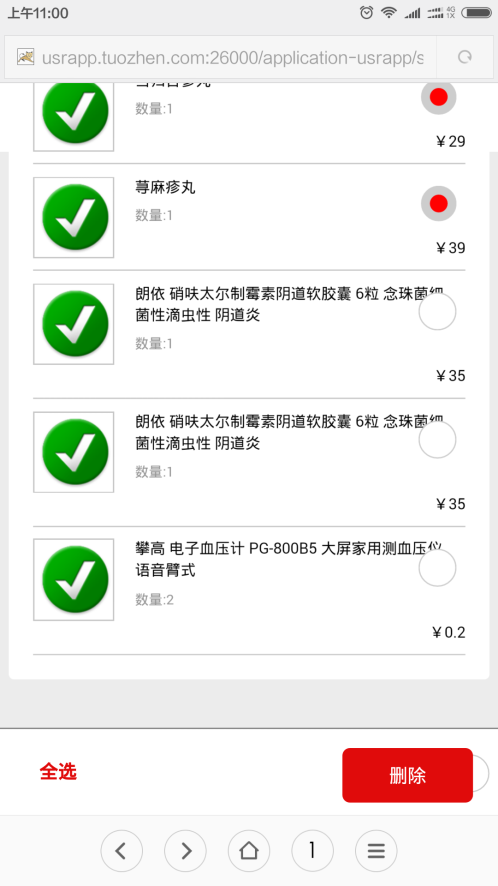 上午11:00
4G
1X
usrapp.tuozhen.com:26000/application-usrapp/s
数量:1
￥29
荨麻疹丸
数量:1
￥39
朗依 硝呋太尔制霉素阴道软胶囊 6粒 念珠菌细
菌性滴虫性 阴道炎
数量:1
￥35
朗依 硝呋太尔制霉素阴道软胶囊 6粒 念珠菌细
菌性滴虫性 阴道炎
数量:1
￥35
攀高 电子血压计 PG-800B5 大屏家用测血压仪
语音臂式
数量:2
￥0.2
全选
删除
1